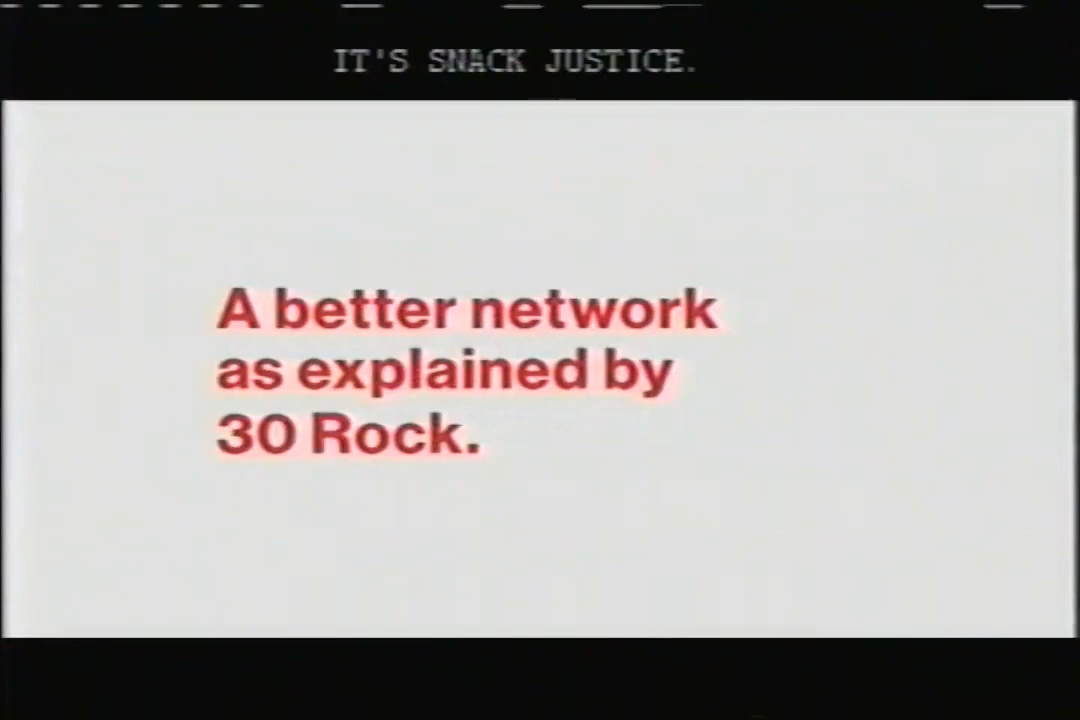 IT'S SNACK JUSTICE.
A better network
as explained by
30 Rock.